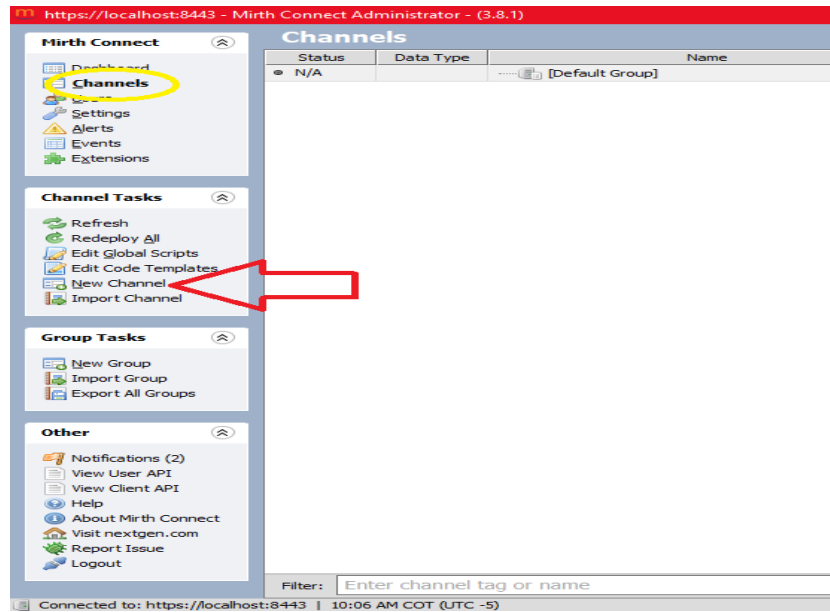 https://localhost:8443 - Mirth Connect Administrator - (3.8.1)
Mirth Connect
Dashboard
Channels
Users
Settings
Alerts
Events
Extensions
Channel Tasks
Refresh
Redeploy All
Edit Global Scripts
Edit Code Templates
New Channel
Import Channel
Group Tasks
New Group
Import Group
Export All Groups
Other
Notifications (2)
View User API
View Client API
Help
About Mirth Connect
Visit nextgen.com
Report Issue
Logout
Channels
Status Data Type Name
N/A [Default Group]
Filter: Enter channel tag or name
Connected to: https://localhost:8443 | 10:06 AM COT (UTC -5)